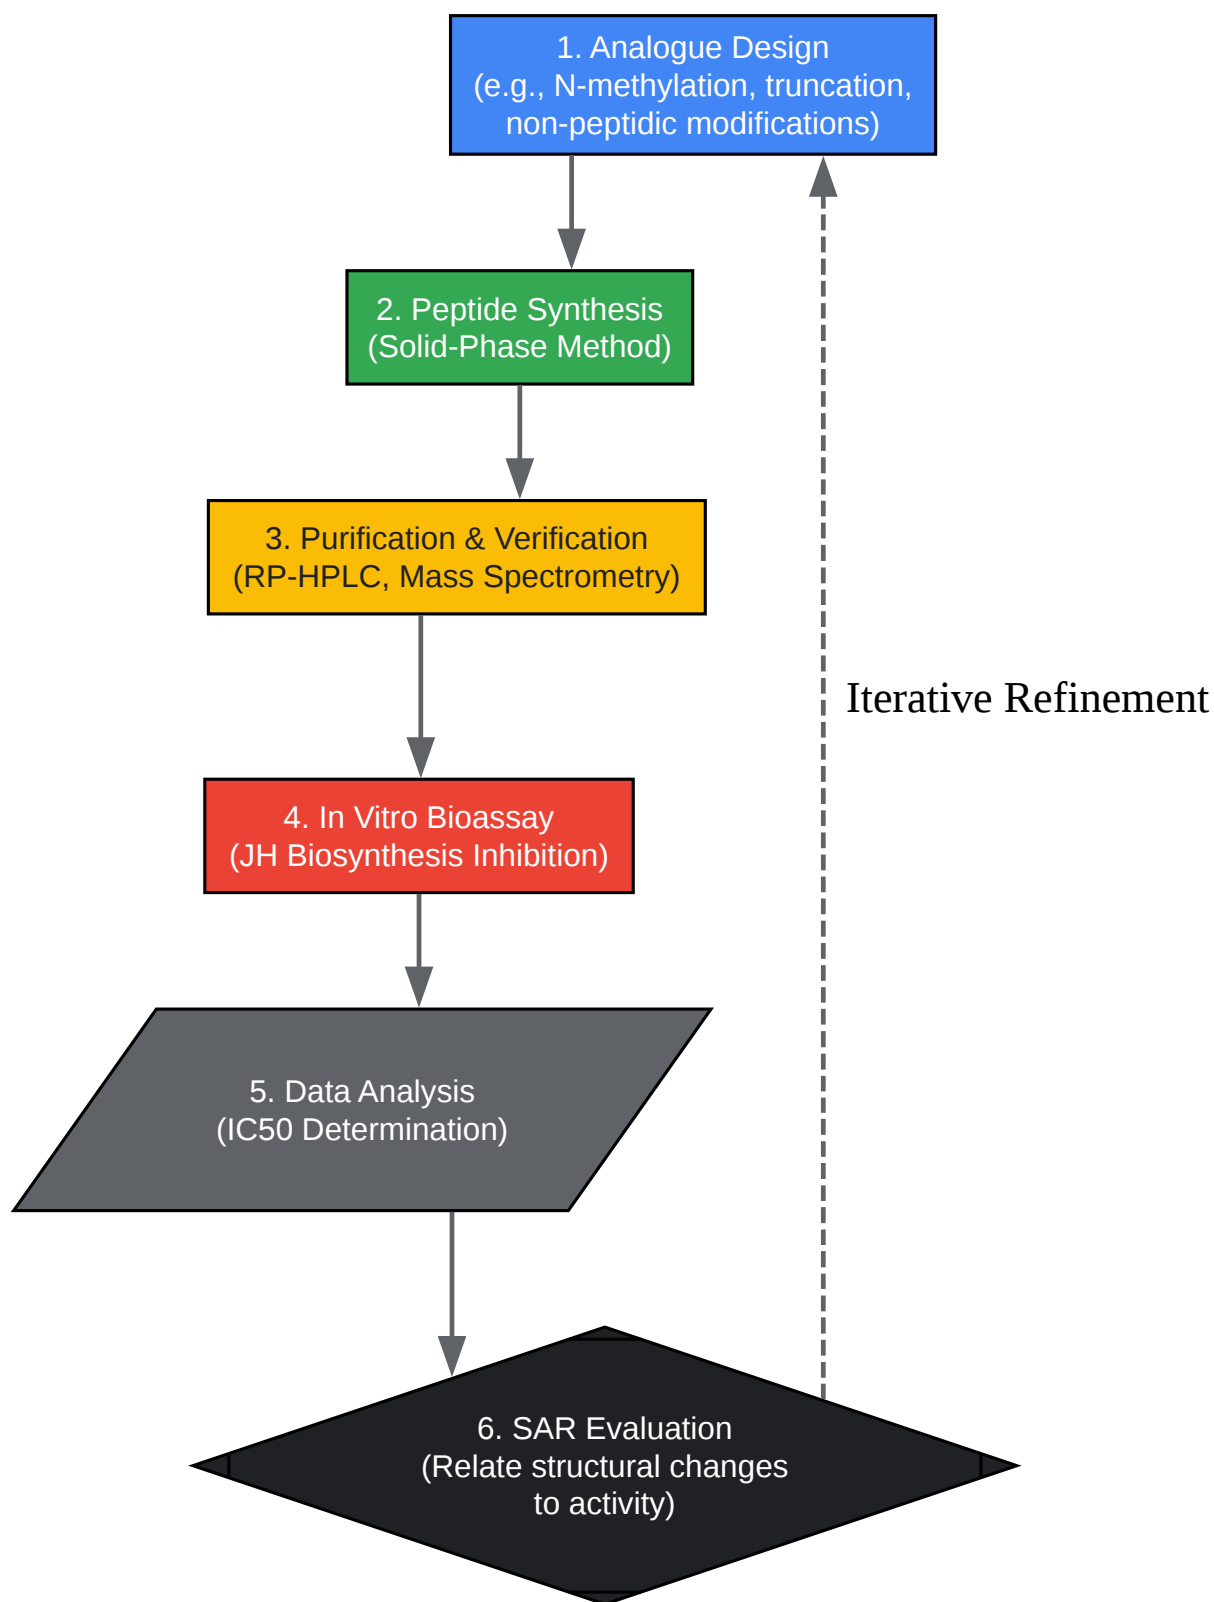 1. Analogue Design
(e.g., N-methylation, truncation,
non-peptidic modifications)
2. Peptide Synthesis
(Solid-Phase Method)
3. Purification & Verification
(RP-HPLC, Mass Spectrometry)
Iterative Refinement
4. In Vitro Bioassay
(JH Biosynthesis Inhibition)
5. Data Analysis
(IC50 Determination)
6. SAR Evaluation
(Relate structural changes
to activity)